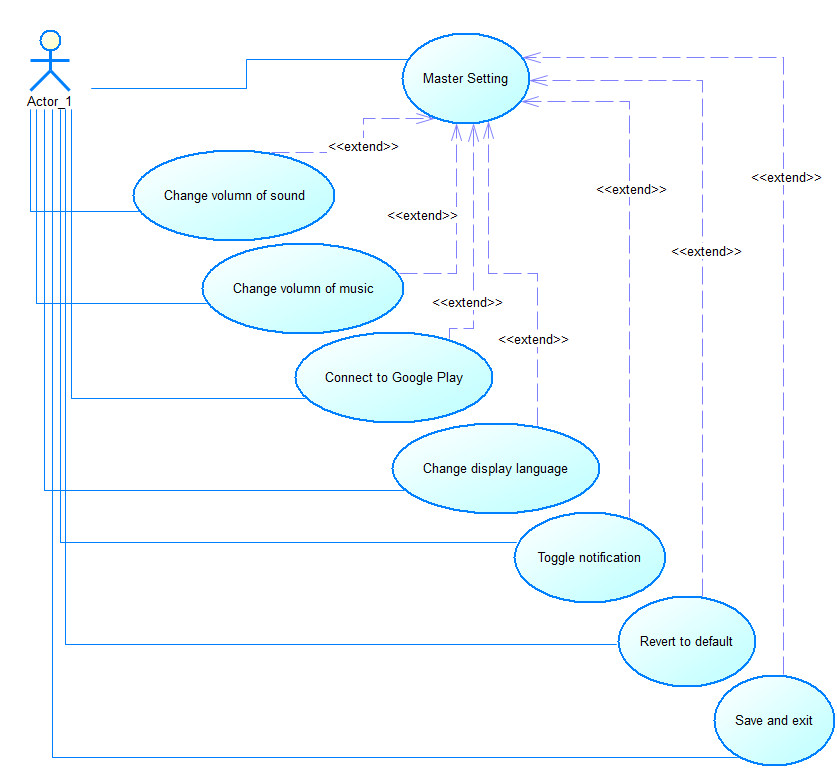 Master Setting
Actor_1
<<extend>>
<<extend>>
<<extend>>
Change volumn of sound
<<extend>>
<<extend>>
Change volumn of music
<<extend>>
<<extend>>
Connect to Google Play
Change display language
Toggle notification
Revert to default
Save and exit